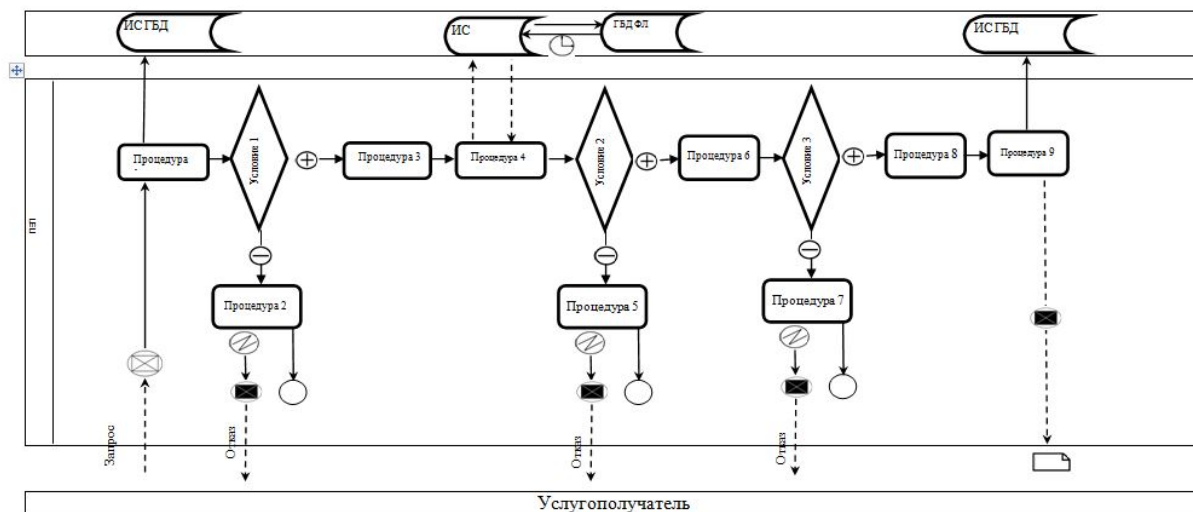 ИС ГБД
ИС
ГБД ФЛ
ИС ГБД
Процедура
Условие 1
Процедура 3
Процедура 4
Условие 2
Процедура 6
Условие 3
Процедура 8
Процедура 9
Процедура 2
Процедура 5
Процедура 7
Запрос
Отказ
Отказ
Отказ
Услугополучатель